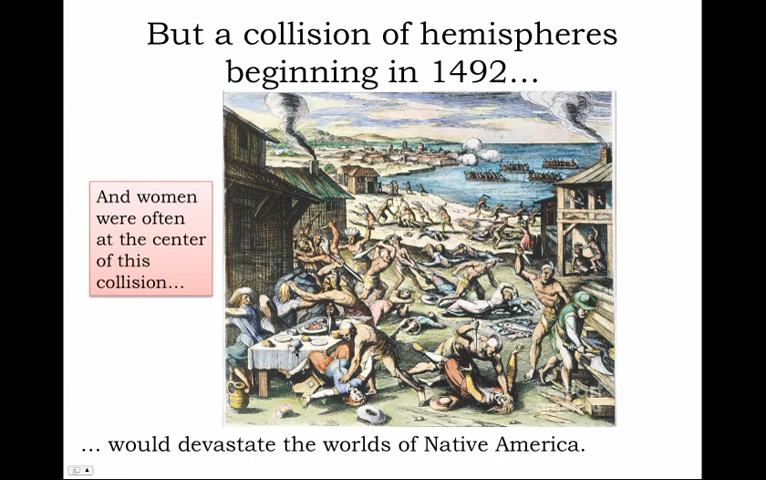 But a collision of hemispheres
beginning in 1492...
And women
were often
at the center
of this
collision...
... would devastate the worlds of Native America.